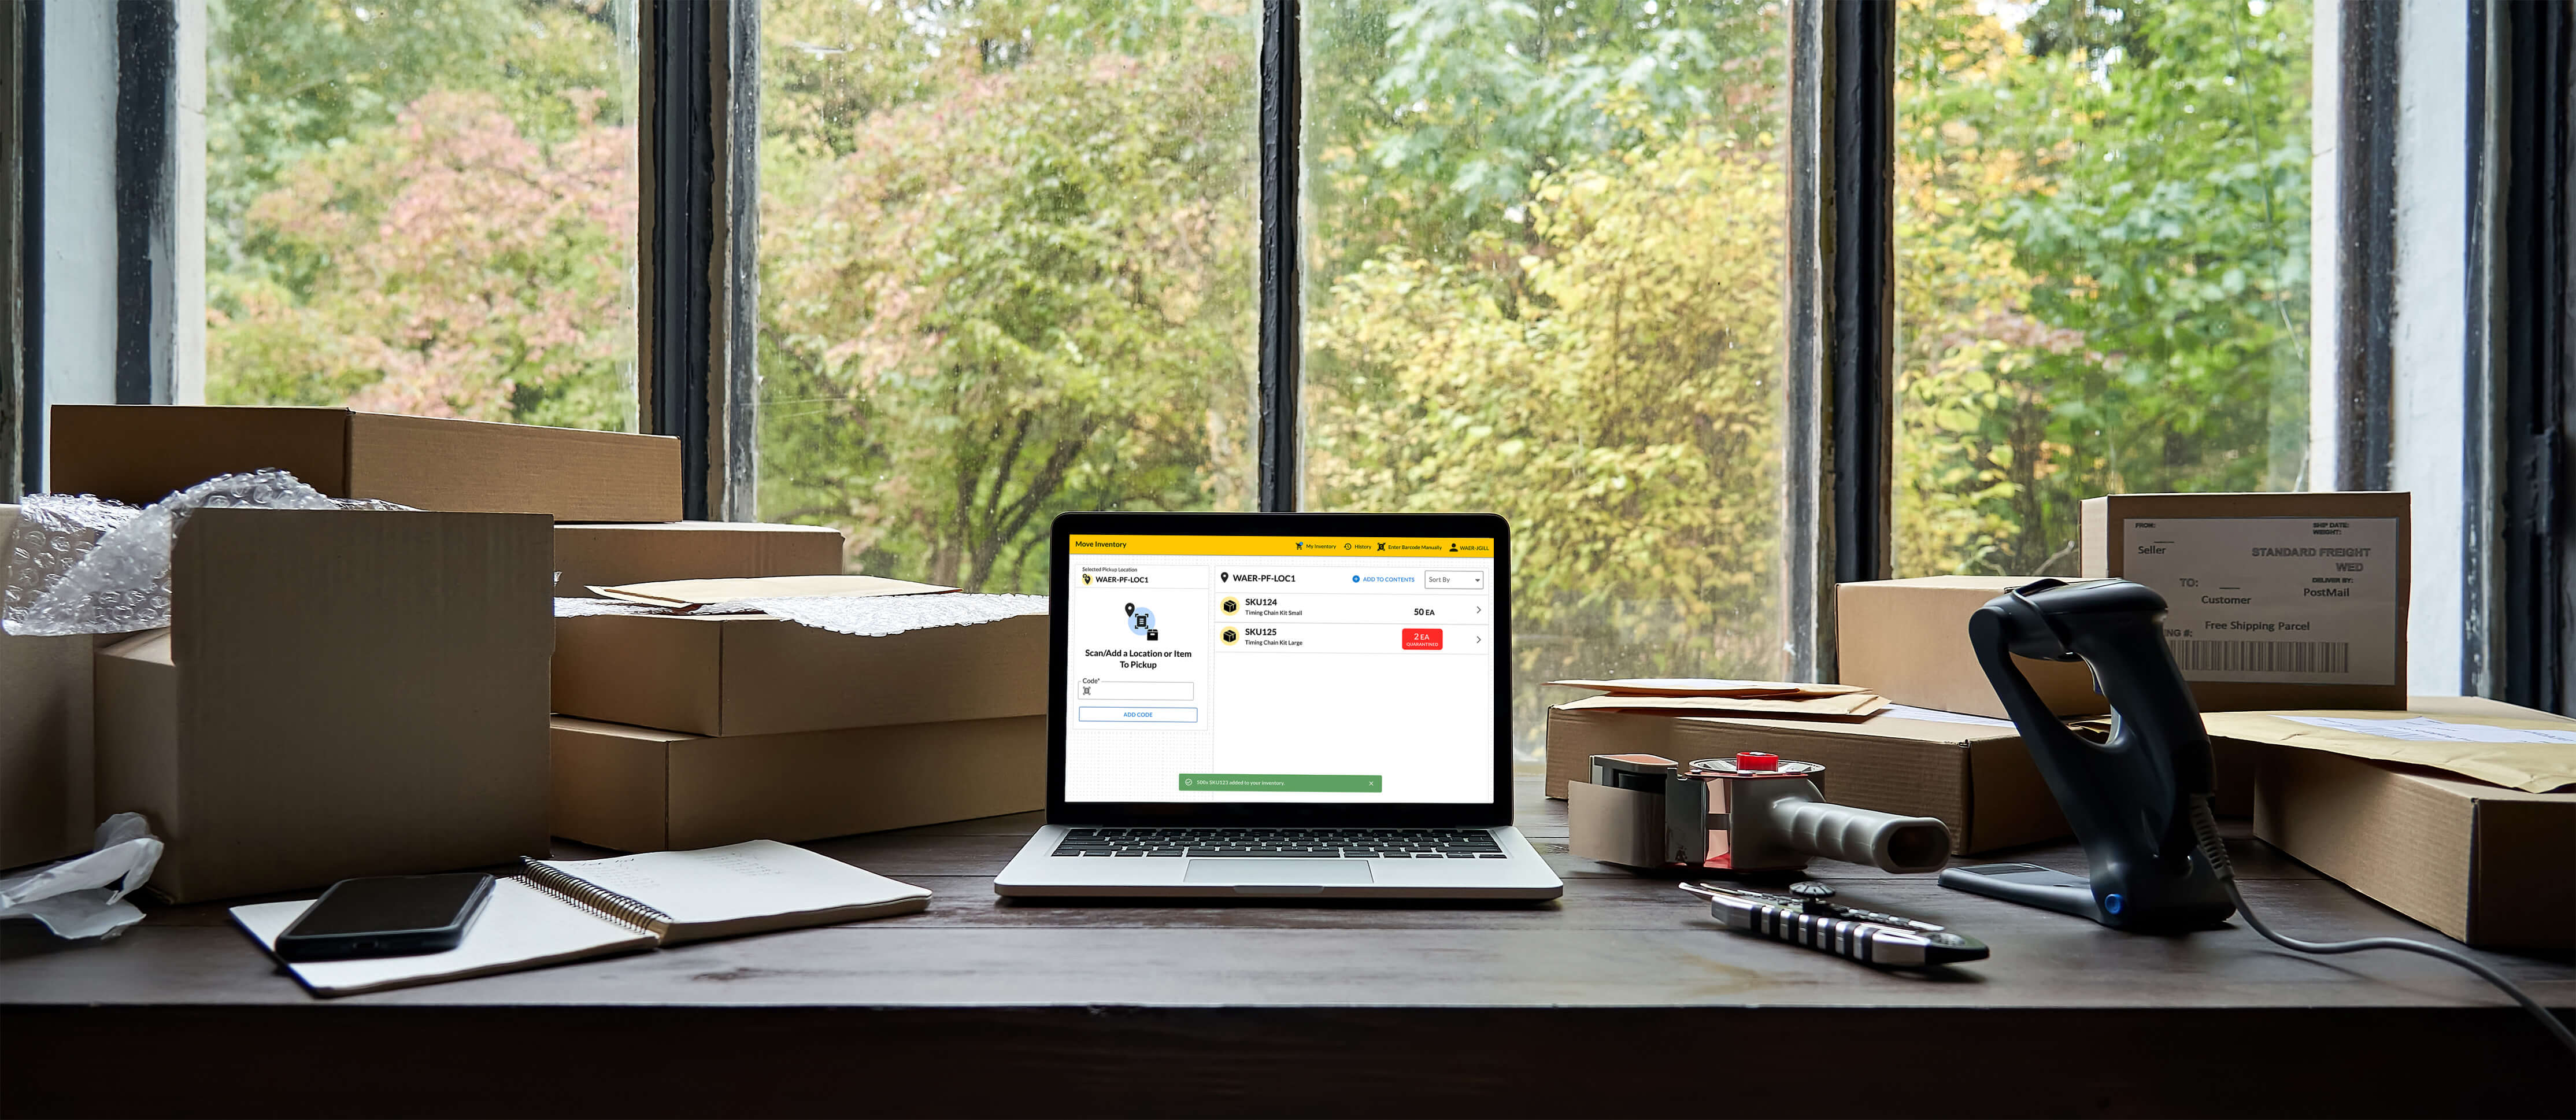 Move Inventory
My Inventory
History
Enter Barcode Manually
WAER-JGILL
Selected Pickup Location
WAER-PF-LOC1
Scan/Add a Location or Item
To Pickup
Code*
ADD CODE
WAER-PF-LOC1
ADD TO CONTENTS
Sort By
SKU124
Timing Chain Kit Small
50 EA
SKU125
Timing Chain Kit Large
2 EA
QUARANTINED
100x SKU123 added to your inventory.
FROM:
Seller
SHIP DATE:
WEIGHT:
STANDARD FREIGHT
WED
TO:
Customer
DELIVER BY:
PostMail
Free Shipping Parcel
NG #: